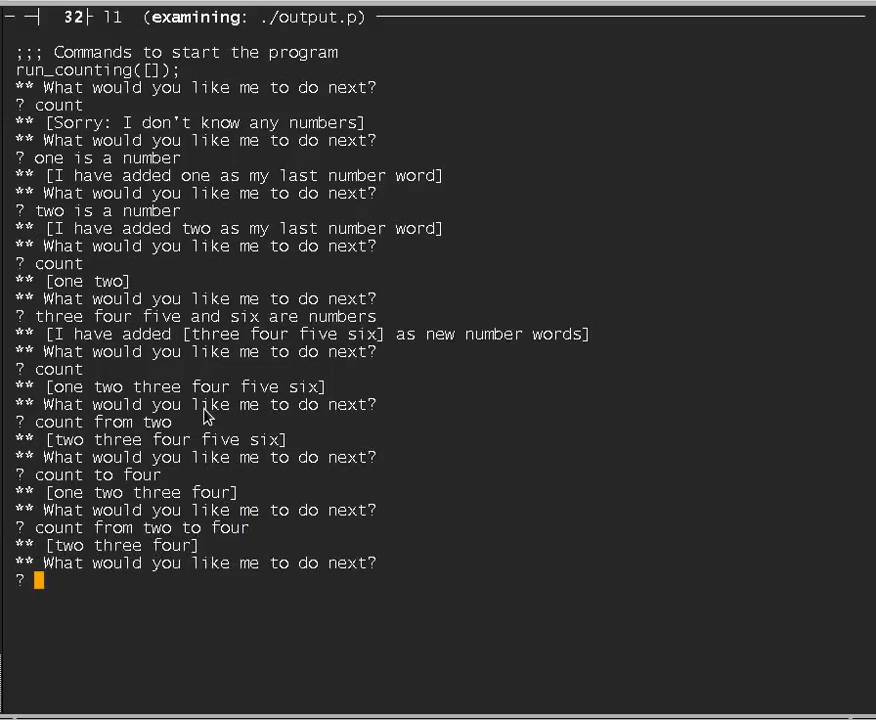 32 l1 (examining: ./output.p)
;;; Commands to start the program
run_counting([]);
** What would you like me to do next?
? count
** [Sorry: I don't know any numbers]
** What would you like me to do next?
? one is a number
** [I have added one as my last number word]
** What would you like me to do next?
? two is a number
** [I have added two as my last number word]
** What would you like me to do next?
? count
** [one two]
** What would you like me to do next?
? three four five and six are numbers
** [I have added [three four five six] as new number words]
** What would you like me to do next?
? count
** [one two three four five six]
** What would you like me to do next?
? count from two
** [two three four five six]
** What would you like me to do next?
? count to four
** [one two three four]
** What would you like me to do next?
? count from two to four
** [two three four]
** What would you like me to do next?
?